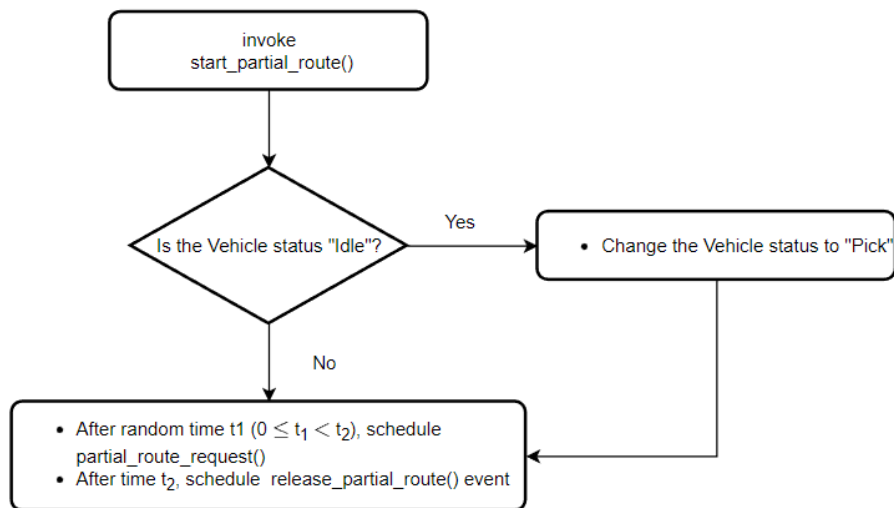 invoke
start_partial_route()
Is the Vehicle status "Idle"?
Yes
• Change the Vehicle status to "Pick"
No
• After random time t1 (0 ≤ t₁ < t₂), schedule
partial_route_request()
• After time t₂, schedule release_partial_route() event